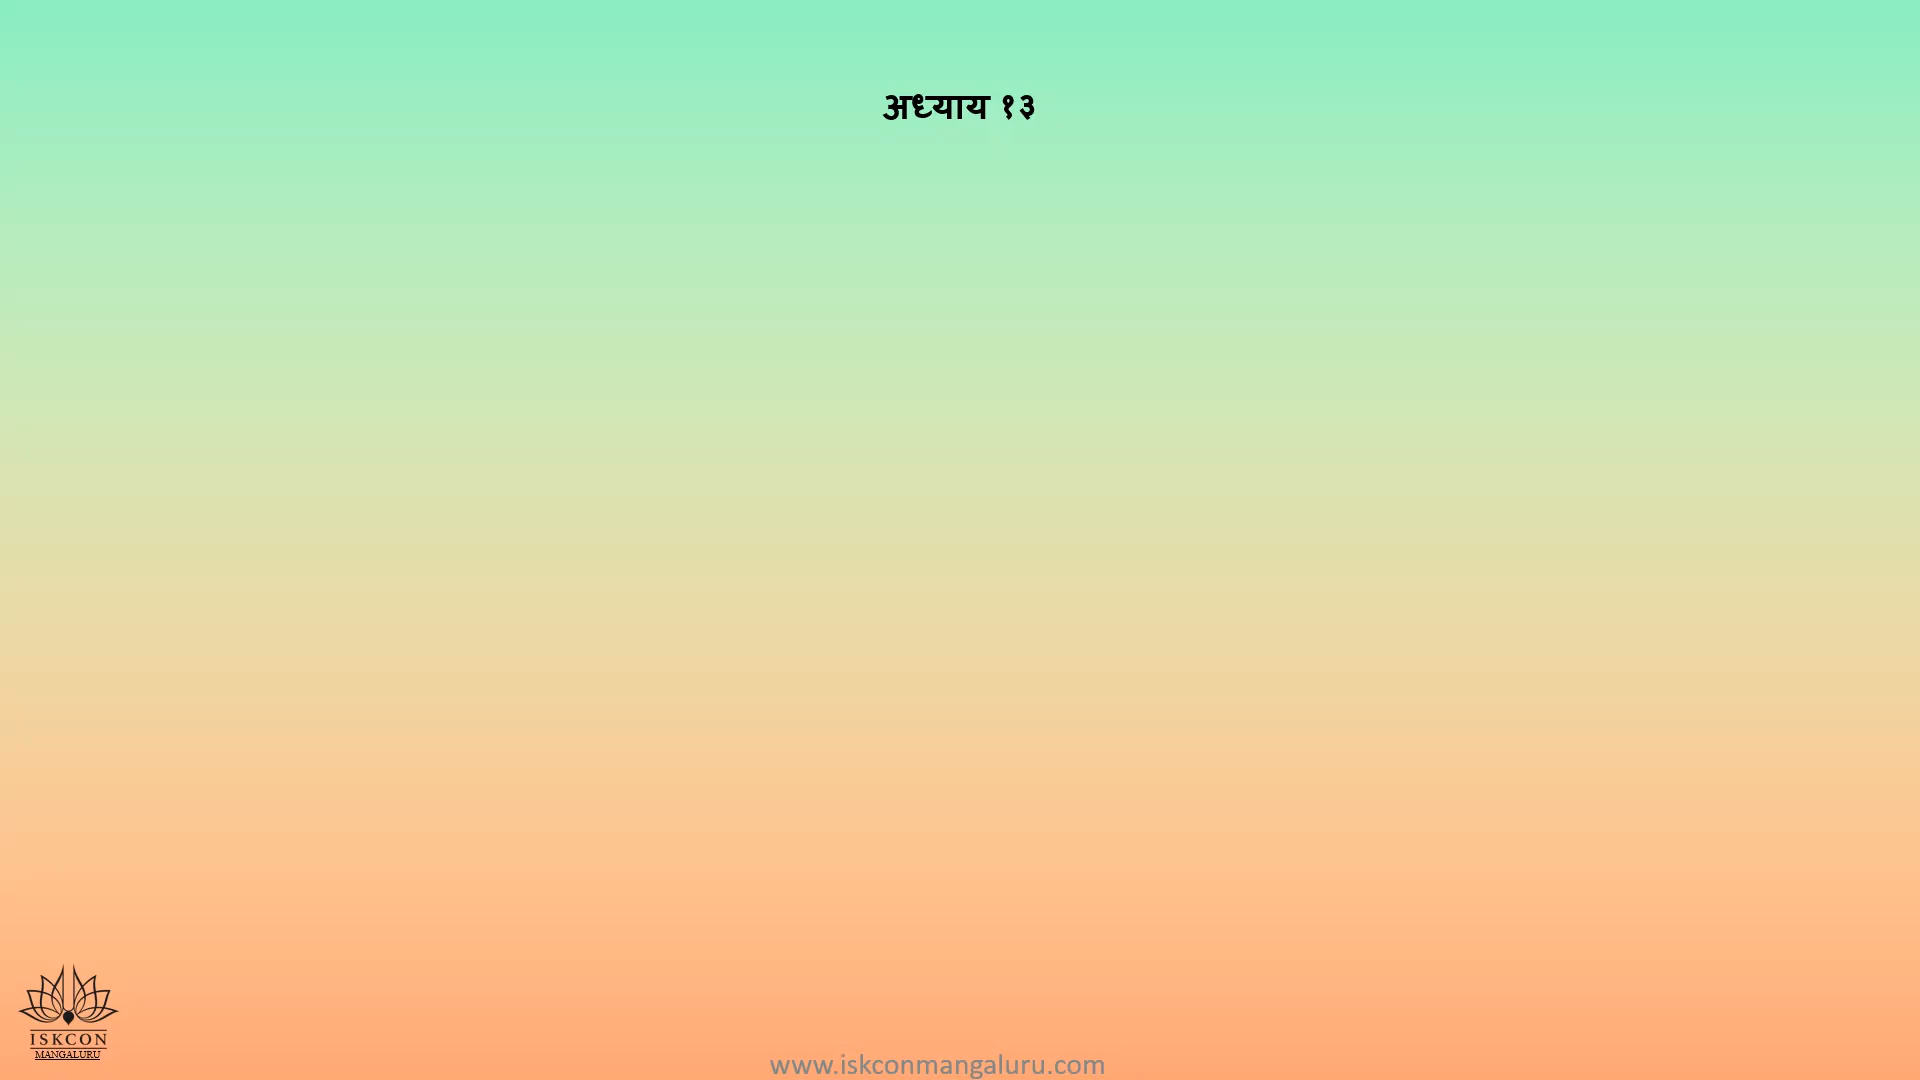 अध्याय १३
ISKCON
MANGALURU
www.iskconmangaluru.com